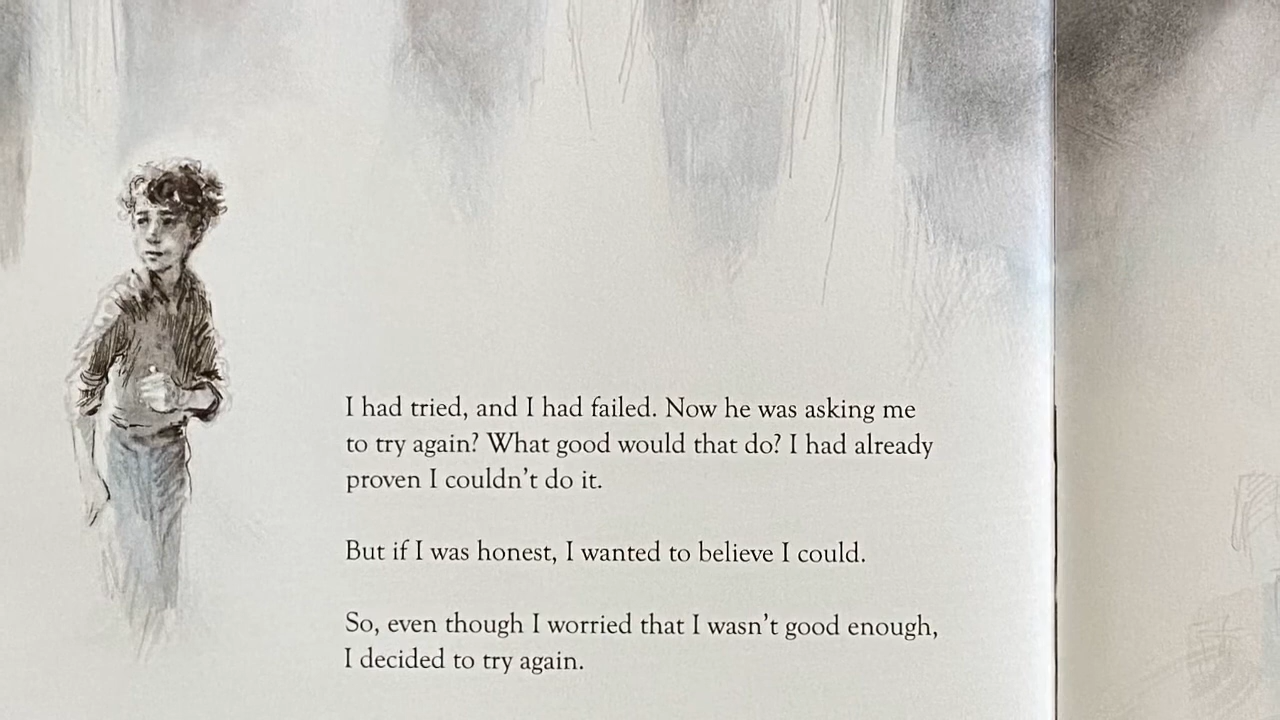 I had tried, and I had failed. Now he was asking me
to try again? What good would that do? I had already
proven I couldn’t do it.
But if I was honest, I wanted to believe I could.
So, even though I worried that I wasn’t good enough,
I decided to try again.